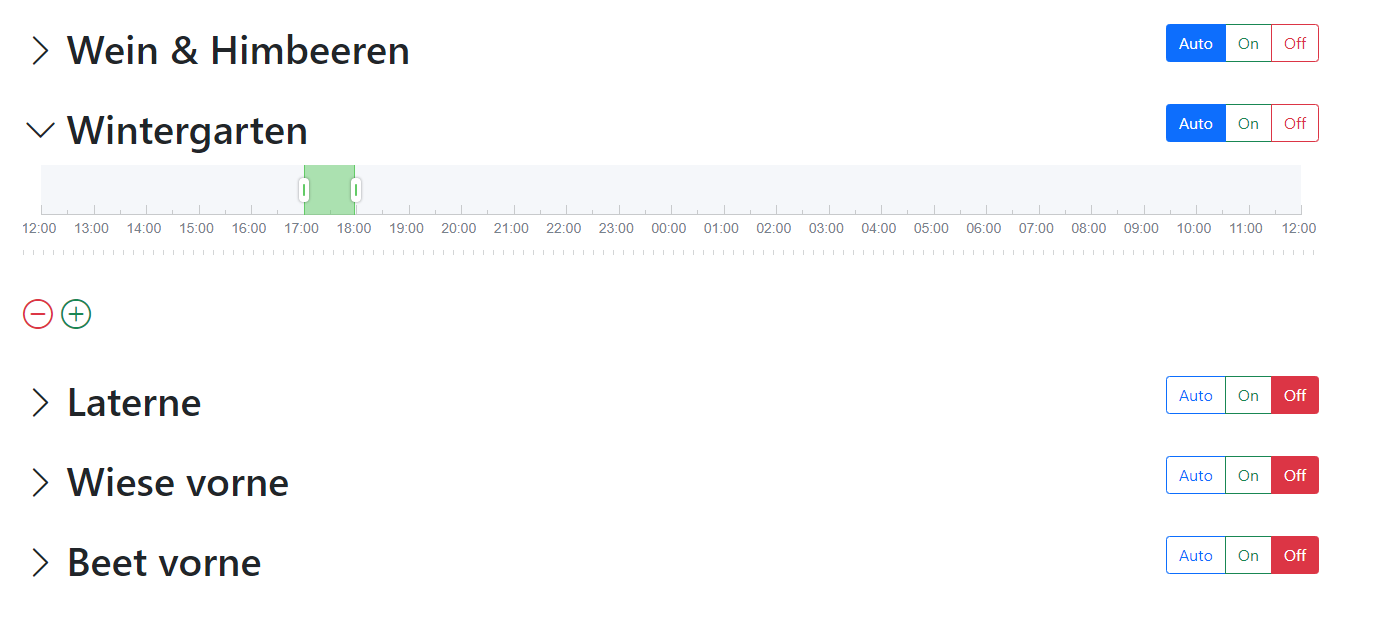 Wein & Himbeeren Auto On Off
Wintergarten Auto On Off
12:00 13:00 14:00 15:00 16:00 17:00 18:00 19:00 20:00 21:00 22:00 23:00 00:00 01:00 02:00 03:00 04:00 05:00 06:00 07:00 08:00 09:00 10:00 11:00 12:00
Laterne Auto On Off
Wiese vorne Auto On Off
Beet vorne Auto On Off